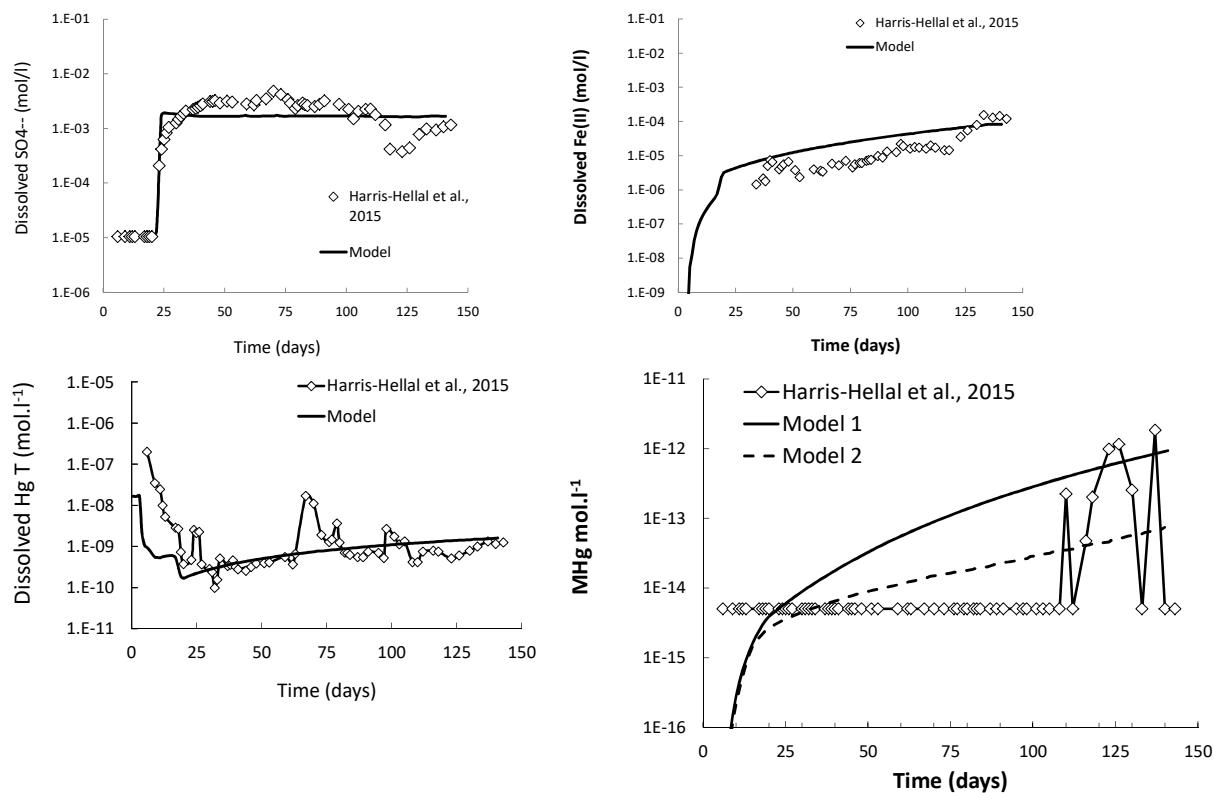 1.E-01
1.E-02
1.E-03
1.E-04
1.E-05
1.E-06
Dissolved SO4-- (mol/l)
Harris-Hellal et al.,
2015
Model
0 25 50 75 100 125 150
Time (days)
1.E-01
1.E-02
1.E-03
1.E-04
1.E-05
1.E-06
1.E-07
1.E-08
1.E-09
Dissolved Fe(II) (mol/l)
Harris-Hellal et al., 2015
Model
0 25 50 75 100 125 150
Time (days)
1.E-05
1.E-06
1.E-07
1.E-08
1.E-09
1.E-10
1.E-11
Dissolved Hg T (mol.l-1)
Harris-Hellal et al., 2015
Model
0 25 50 75 100 125 150
Time (days)
1E-11
1E-12
1E-13
1E-14
1E-15
1E-16
MHg mol.l-1
Harris-Hellal et al., 2015
Model 1
Model 2
0 25 50 75 100 125 150
Time (days)